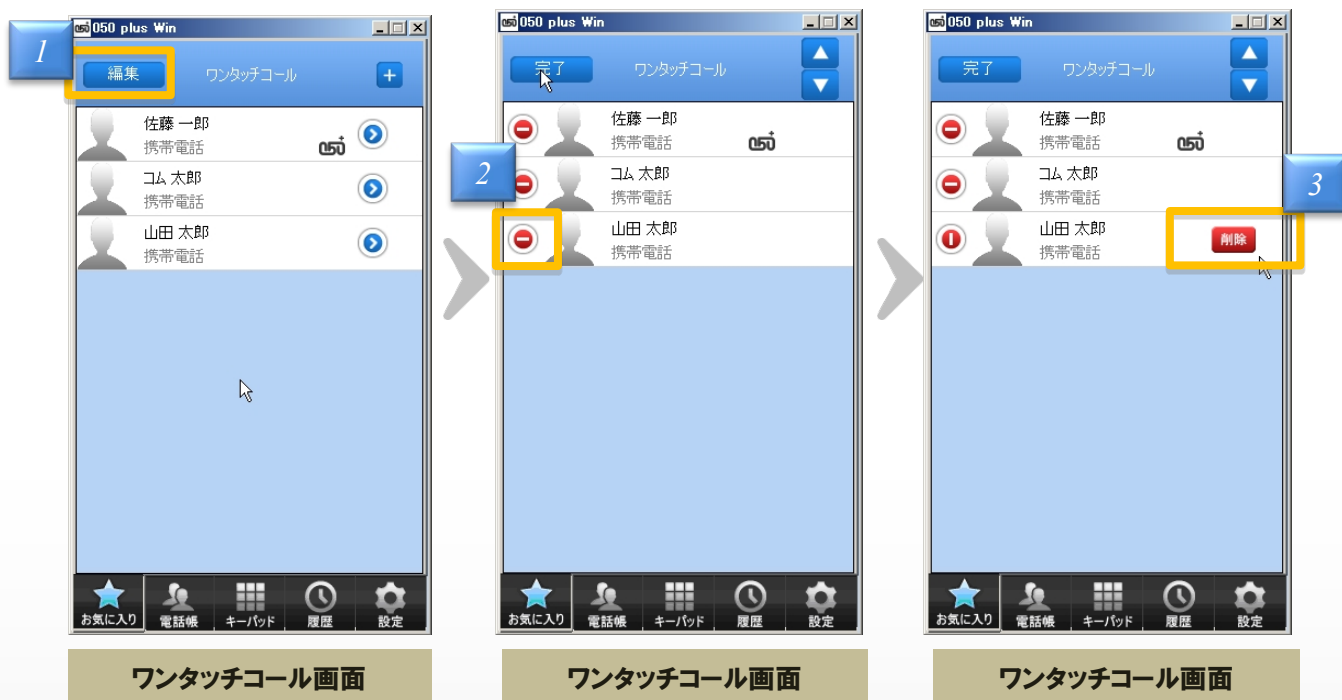 1
050 plus Win
編集
ワンタッチコール
+
佐藤 一郎
携帯電話
050+
コム 太郎
携帯電話
山田 太郎
携帯電話
お気に入り
電話帳
キーパッド
履歴
設定
ワンタッチコール画面
050 plus Win
完了
ワンタッチコール
佐藤 一郎
携帯電話
050+
2
コム 太郎
携帯電話
山田 太郎
携帯電話
お気に入り
電話帳
キーパッド
履歴
設定
ワンタッチコール画面
050 plus Win
完了
ワンタッチコール
佐藤 一郎
携帯電話
050+
3
コム 太郎
携帯電話
山田 太郎
携帯電話
削除
お気に入り
電話帳
キーパッド
履歴
設定
ワンタッチコール画面